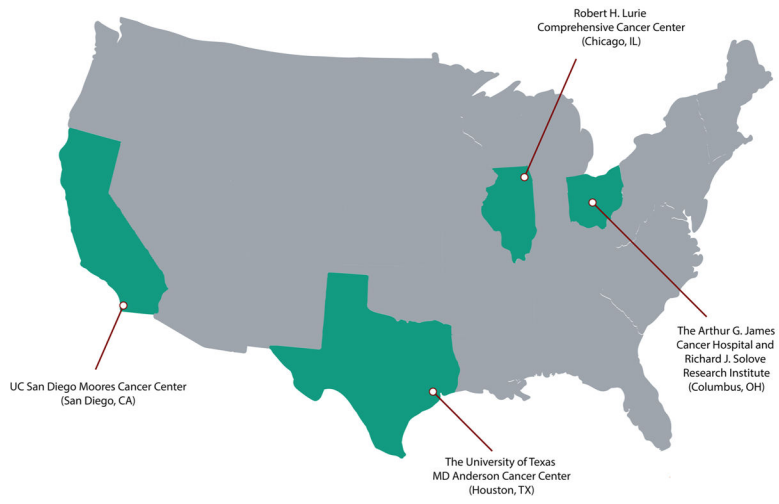 Robert H. Lurie
Comprehensive Cancer Center
(Chicago, IL)
The Arthur G. James
Cancer Hospital and
Richard J. Solove
Research Institute
(Columbus, OH)
UC San Diego Moores Cancer Center
(San Diego, CA)
The University of Texas
MD Anderson Cancer Center
(Houston, TX)